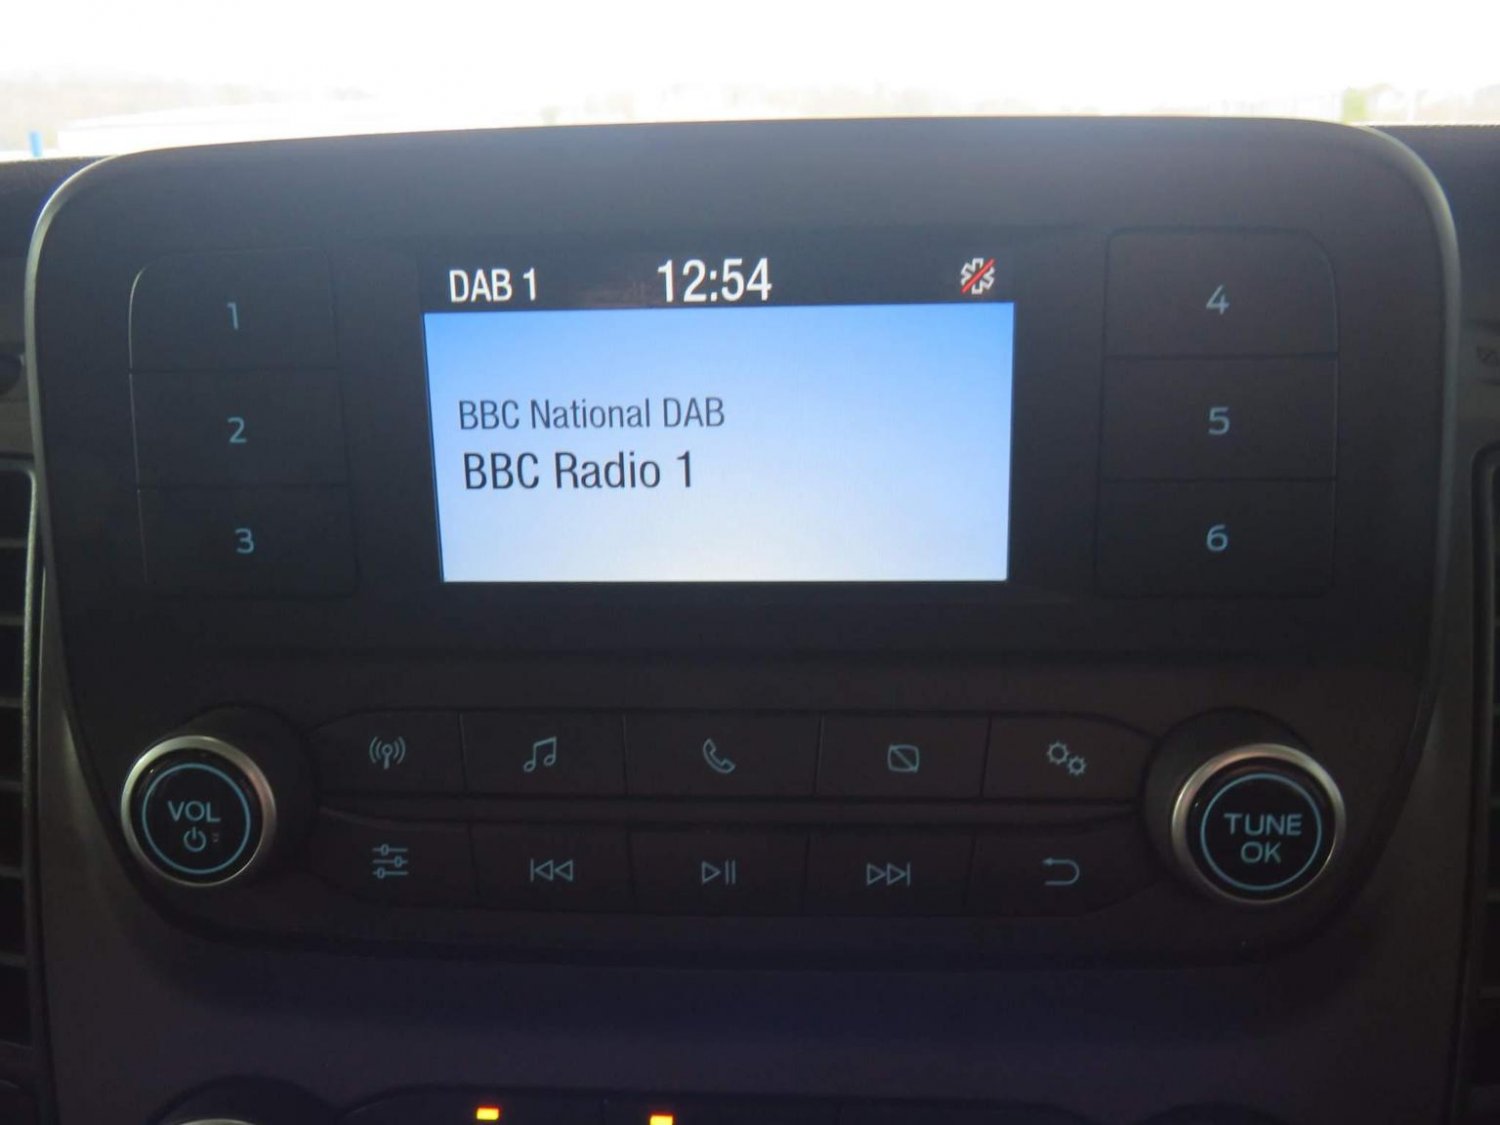 DAB 1 12:54
BBC National DAB
BBC Radio 1
1
2
3
4
5
6
VOL
TUNE
OK